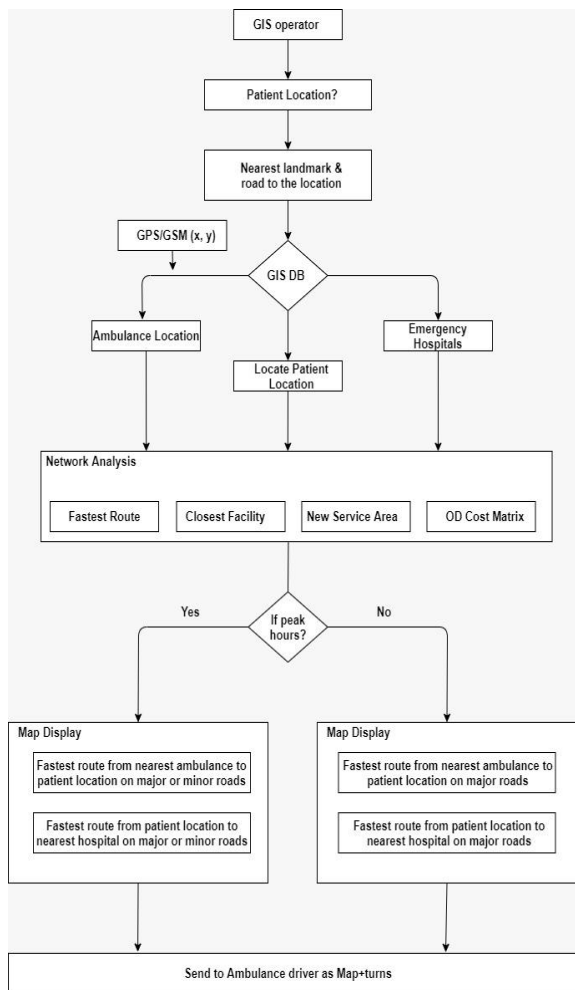 GIS operator
Patient Location?
Nearest landmark &
road to the location
GPS/GSM (x, y)
GIS DB
Ambulance Location
Emergency
Hospitals
Locate Patient
Location
Network Analysis
Fastest Route
Closest Facility
New Service Area
OD Cost Matrix
Yes
If peak
hours?
No
Map Display
Fastest route from nearest ambulance to
patient location on major or minor roads
Fastest route from patient location to
nearest hospital on major or minor roads
Map Display
Fastest route from nearest ambulance to
patient location on major roads
Fastest route from patient location to
nearest hospital on major roads
Send to Ambulance driver as Map+turns